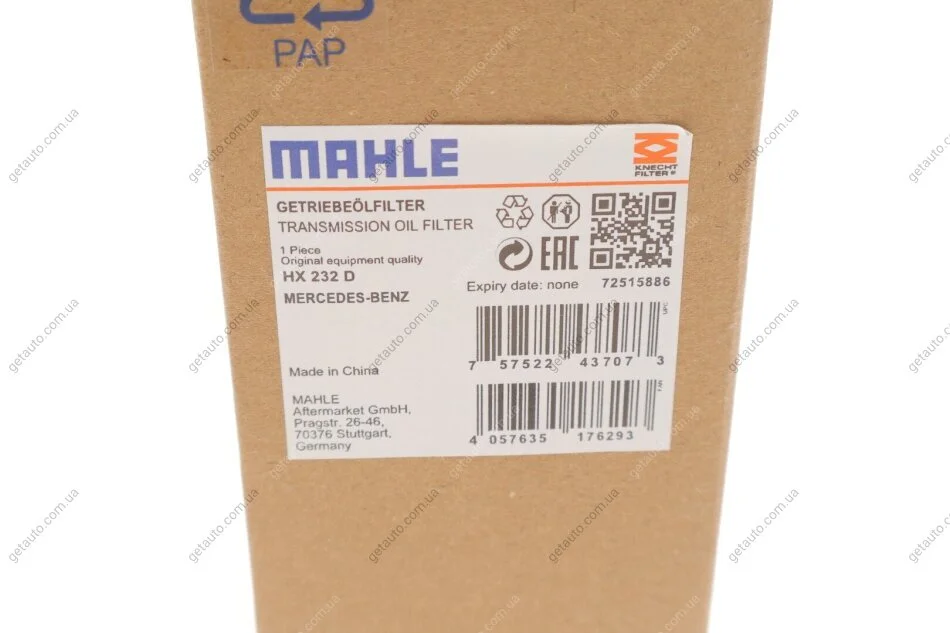 PAP
MAHLE
KNECHT
FILTER®
GETRIEBEÖLFILTER
TRANSMISSION OIL FILTER
1 Piece
Original equipment quality
HX 232 D
MERCEDES-BENZ
EAC
Expiry date: none
72515886
UPC
7 57522 43707 3
Made in China
MAHLE
Aftermarket GmbH,
Pragstr. 26-46,
70376 Stuttgart,
Germany
EAN
4 057635 176293
getauto.com.ua